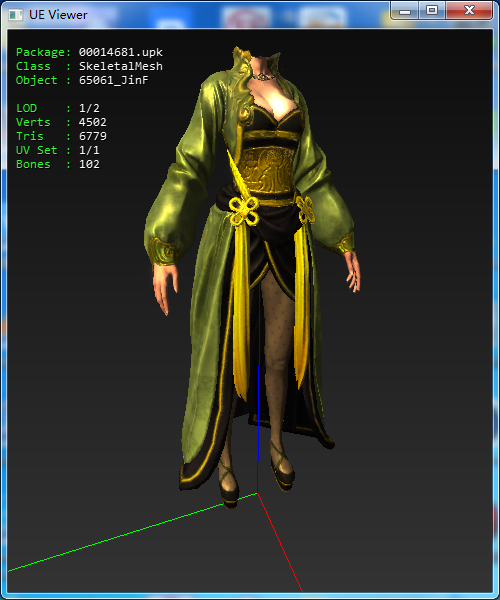 UE Viewer
Package: 00014681.upk
Class : SkeletalMesh
Object : 65061_JinF
LOD : 1/2
Verts : 4502
Tris : 6779
UV Set : 1/1
Bones : 102